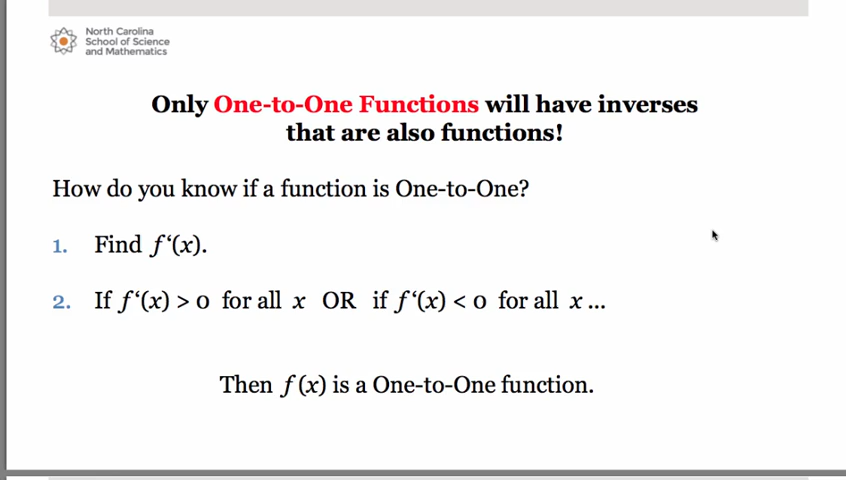 North Carolina
School of Science
and Mathematics
Only One-to-One Functions will have inverses
that are also functions!
How do you know if a function is One-to-One?
1. Find f‘(x).
2. If f‘(x) > 0 for all x OR if f‘(x) < 0 for all x ...
Then f (x) is a One-to-One function.